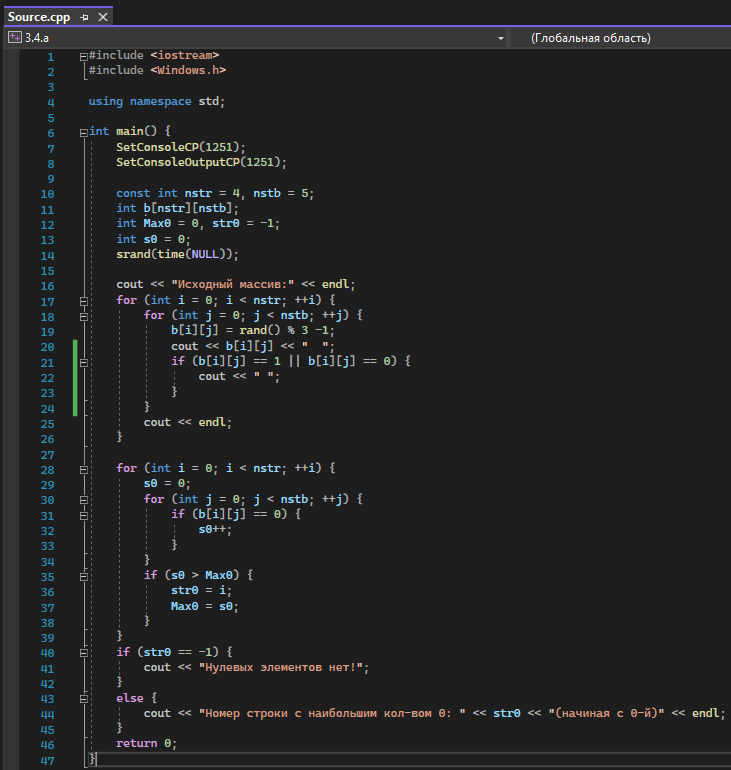 Source.cpp
3.4.a (Глобальная область)
1 #include <iostream>
2 #include <Windows.h>
3
4 using namespace std;
5
6 int main() {
7 SetConsoleCP(1251);
8 SetConsoleOutputCP(1251);
9
10 const int nstr = 4, nstb = 5;
11 int b[nstr][nstb];
12 int Max0 = 0, str0 = -1;
13 int s0 = 0;
14 srand(time(NULL));
15
16 cout << "Исходный массив:" << endl;
17 for (int i = 0; i < nstr; ++i) {
18 for (int j = 0; j < nstb; ++j) {
19 b[i][j] = rand() % 3 -1;
20 cout << b[i][j] << "  ";
21 if (b[i][j] == 1 || b[i][j] == 0) {
22 cout << " ";
23 }
24 }
25 cout << endl;
26 }
27
28 for (int i = 0; i < nstr; ++i) {
29 s0 = 0;
30 for (int j = 0; j < nstb; ++j) {
31 if (b[i][j] == 0) {
32 s0++;
33 }
34 }
35 if (s0 > Max0) {
36 str0 = i;
37 Max0 = s0;
38 }
39 }
40 if (str0 == -1) {
41 cout << "Нулевых элементов нет!";
42 }
43 else {
44 cout << "Номер строки с наибольшим кол-вом 0: " << str0 << "(начиная с 0-й)" << endl;
45 }
46 return 0;
47 }